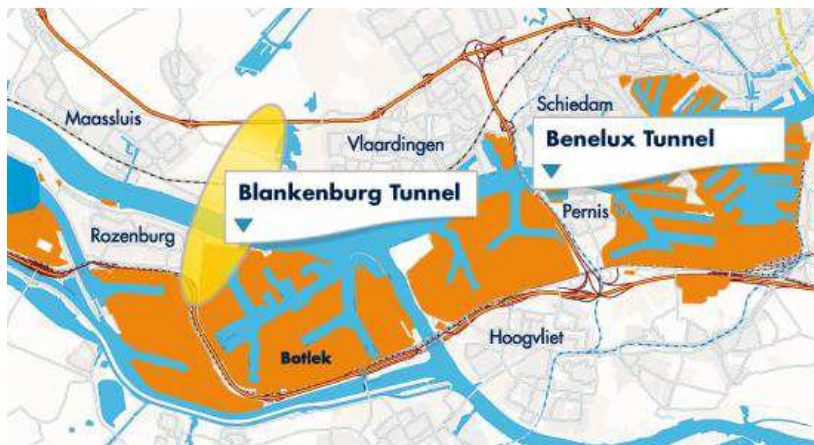 Maassluis
Schiedam
Vlaardingen
Benelux Tunnel
Blankenburg Tunnel
Pernis
Rozenburg
Hoogvliet
Botlek